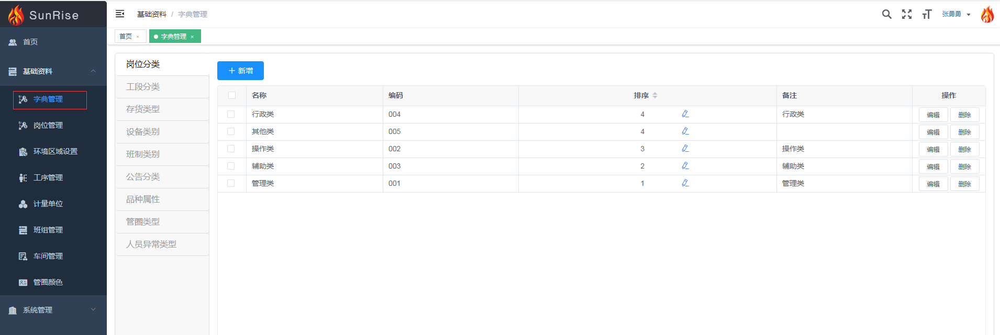 SunRise
首页
基础资料
字典管理
岗位管理
环境区域设置
工序管理
计量单位
班组管理
车间管理
管圈颜色
系统管理
基础资料 / 字典管理
张勇勇
首页 ×
字典管理 ×
岗位分类
工段分类
存货类型
设备类别
班制类别
公告分类
品种属性
管圈类型
人员异常类型
+ 新增
名称 编码 排序 备注 操作
行政类 004 4 行政类 编辑 删除
其他类 005 4 编辑 删除
操作类 002 3 操作类 编辑 删除
辅助类 003 2 辅助类 编辑 删除
管理类 001 1 管理类 编辑 删除